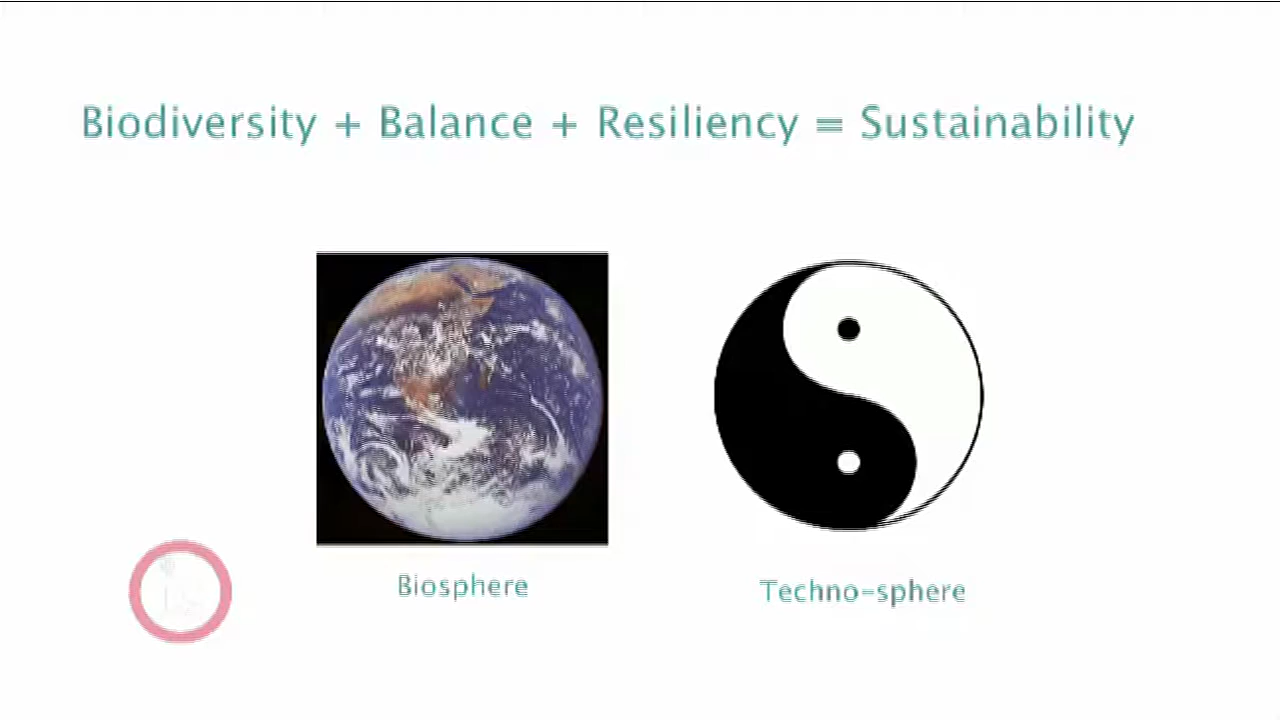 Biodiversity + Balance + Resiliency = Sustainability
Biosphere
Techno-sphere